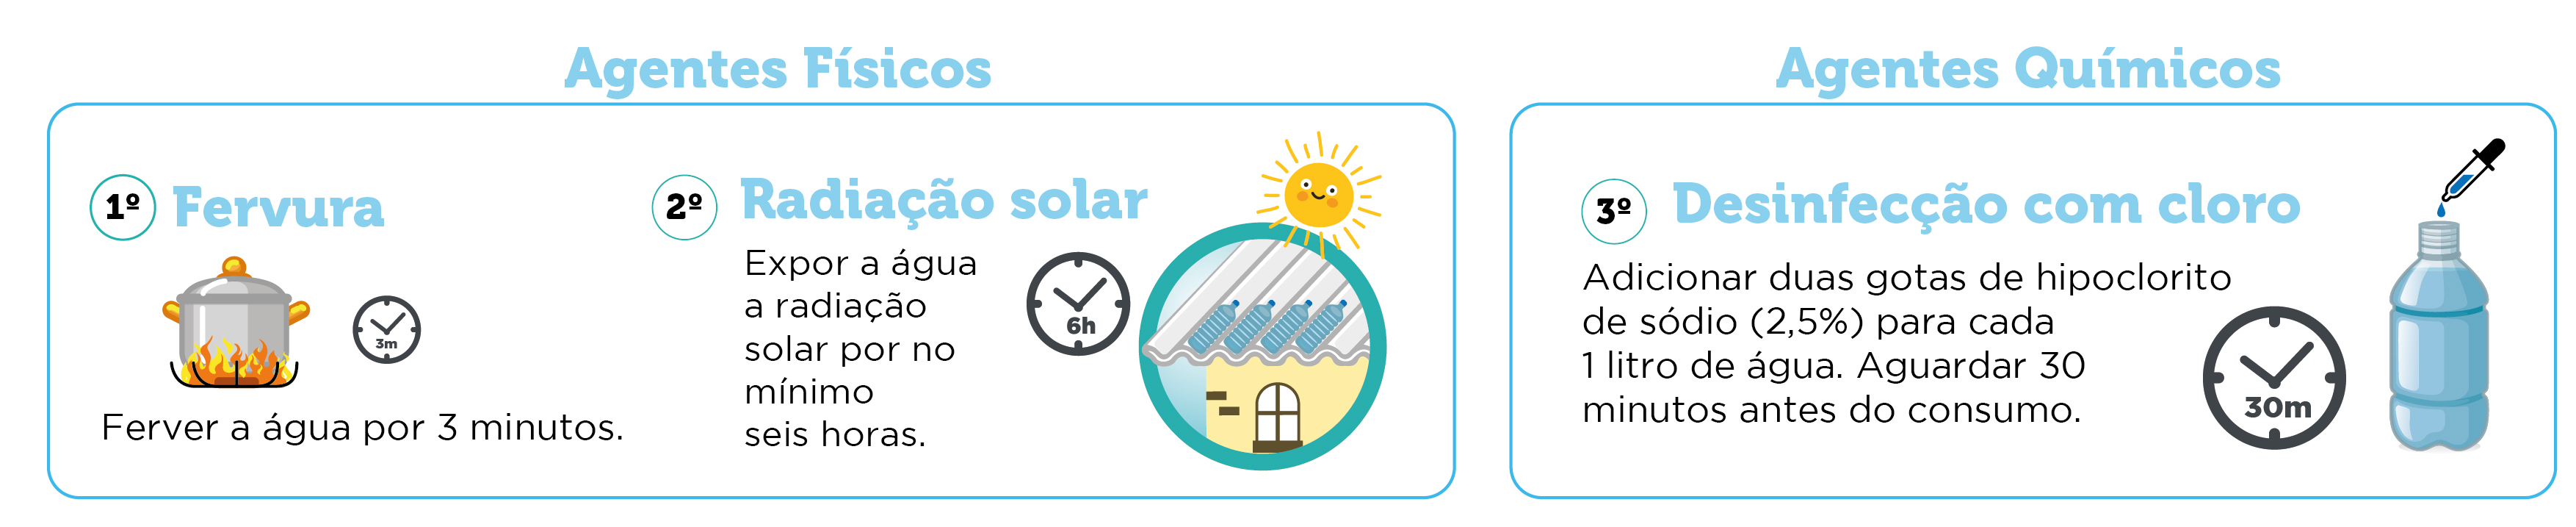 Agentes Físicos
1º Fervura
3m
Ferver a água por 3 minutos.
2º Radiação solar
Expor a água
a radiação
solar por no
mínimo
seis horas.
6h
Agentes Químicos
3º Desinfecção com cloro
Adicionar duas gotas de hipoclorito
de sódio (2,5%) para cada
1 litro de água. Aguardar 30
minutos antes do consumo.
30m